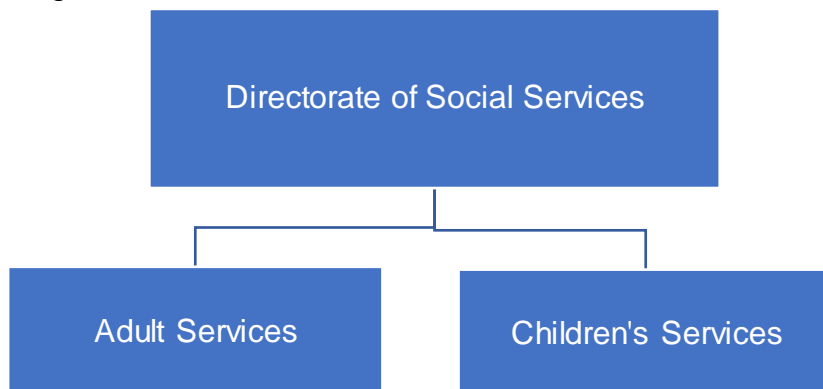 Directorate of Social Services
Adult Services
Children's Services